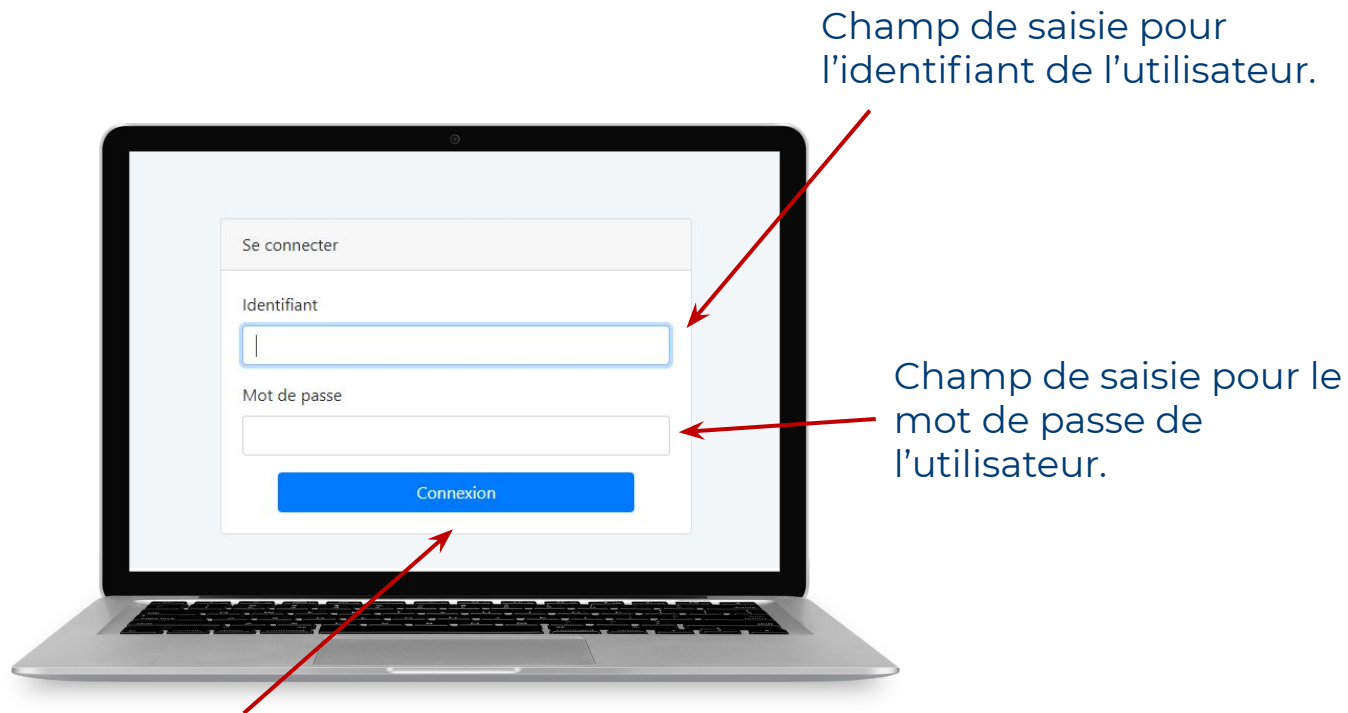 Champ de saisie pour
l’identifiant de l’utilisateur.
Se connecter
Identifiant
Mot de passe
Connexion
Champ de saisie pour le
mot de passe de
l’utilisateur.